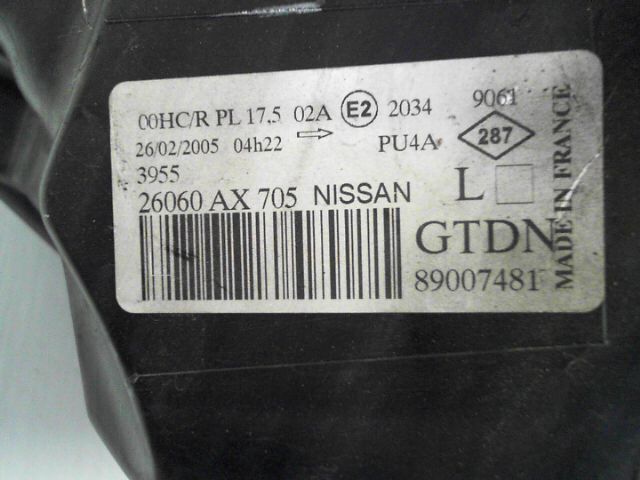 00HC/R PL 17.5 02A E2 2034 9061
26/02/2005 04h22 PU4A 287
3955
26060 AX 705 NISSAN L
GTDN
89007481
MADE IN FRANCE